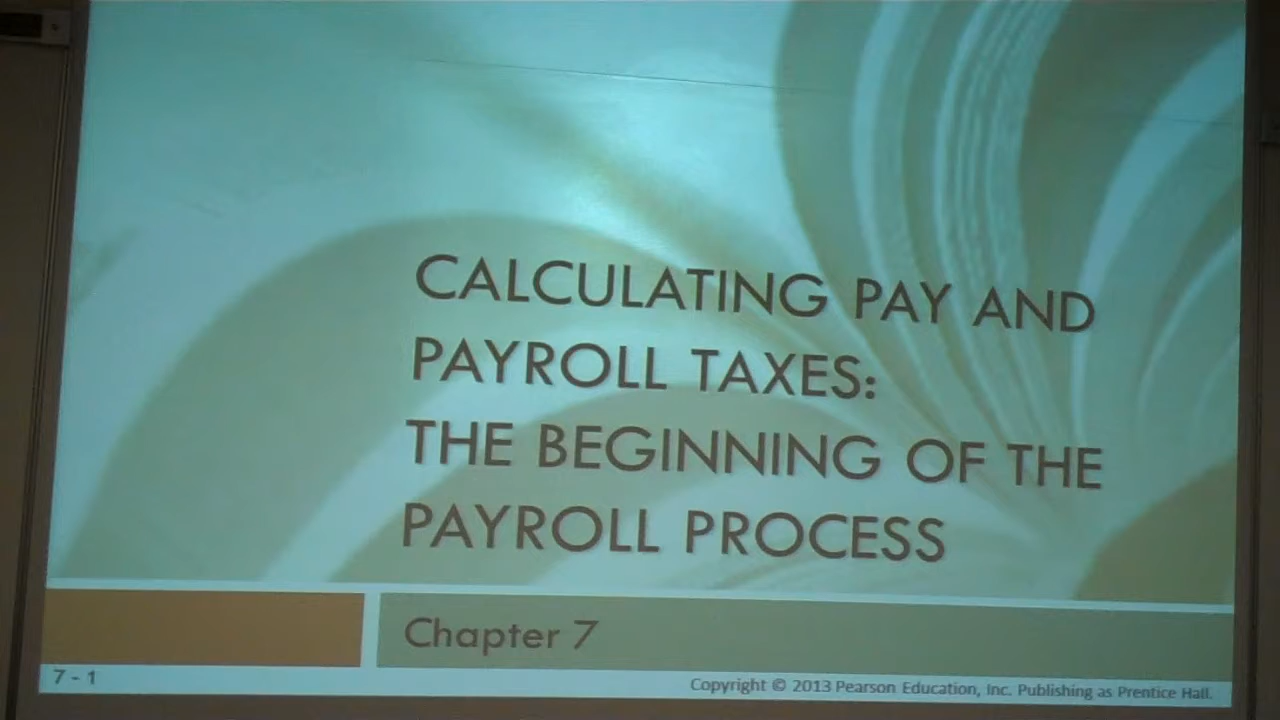 CALCULATING PAY AND
PAYROLL TAXES:
THE BEGINNING OF THE
PAYROLL PROCESS
Chapter 7
7 - 1
Copyright © 2013 Pearson Education, Inc. Publishing as Prentice Hall.